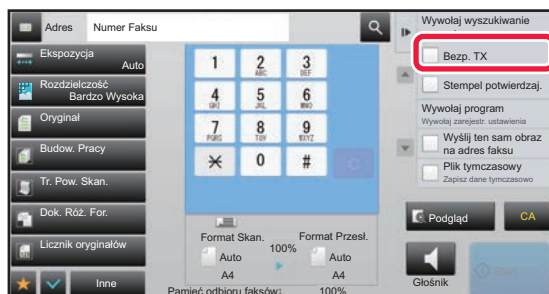 Adres
Numer Faksu
Ekspozycja
Auto
Rozdzielczość
Bardzo Wysoka
Oryginał
Budow. Pracy
Tr. Pow. Skan.
Dok. Róż. For.
Licznik oryginałów
Inne
1
2 ABC
3 DEF
4 GHI
5 JKL
6 MNO
7 PQRS
8 TUV
9 WXYZ
0
#
C
Format Skan.
100%
Format Przesł.
Auto
A4
Auto
A4
Pamięć odbioru faksów: 100%
Wywołaj wyszukiwanie
Bezp. TX
Stempel potwierdzaj.
Wywołaj program
Wywołaj zarejestr. ustawienia
Wyślij ten sam obraz
na adres faksu
Plik tymczasowy
Zapisz dane tymczasowo
Podgląd
CA
Głośnik
Start